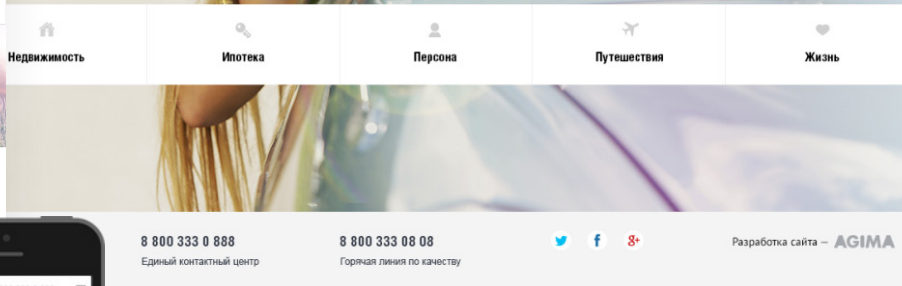 Недвижимость
Ипотека
Персона
Путешествия
Жизнь
8 800 333 0 888
8 800 333 08 08
Единый контактный центр
Горячая линия по качеству
Разработка сайта – AGIMA